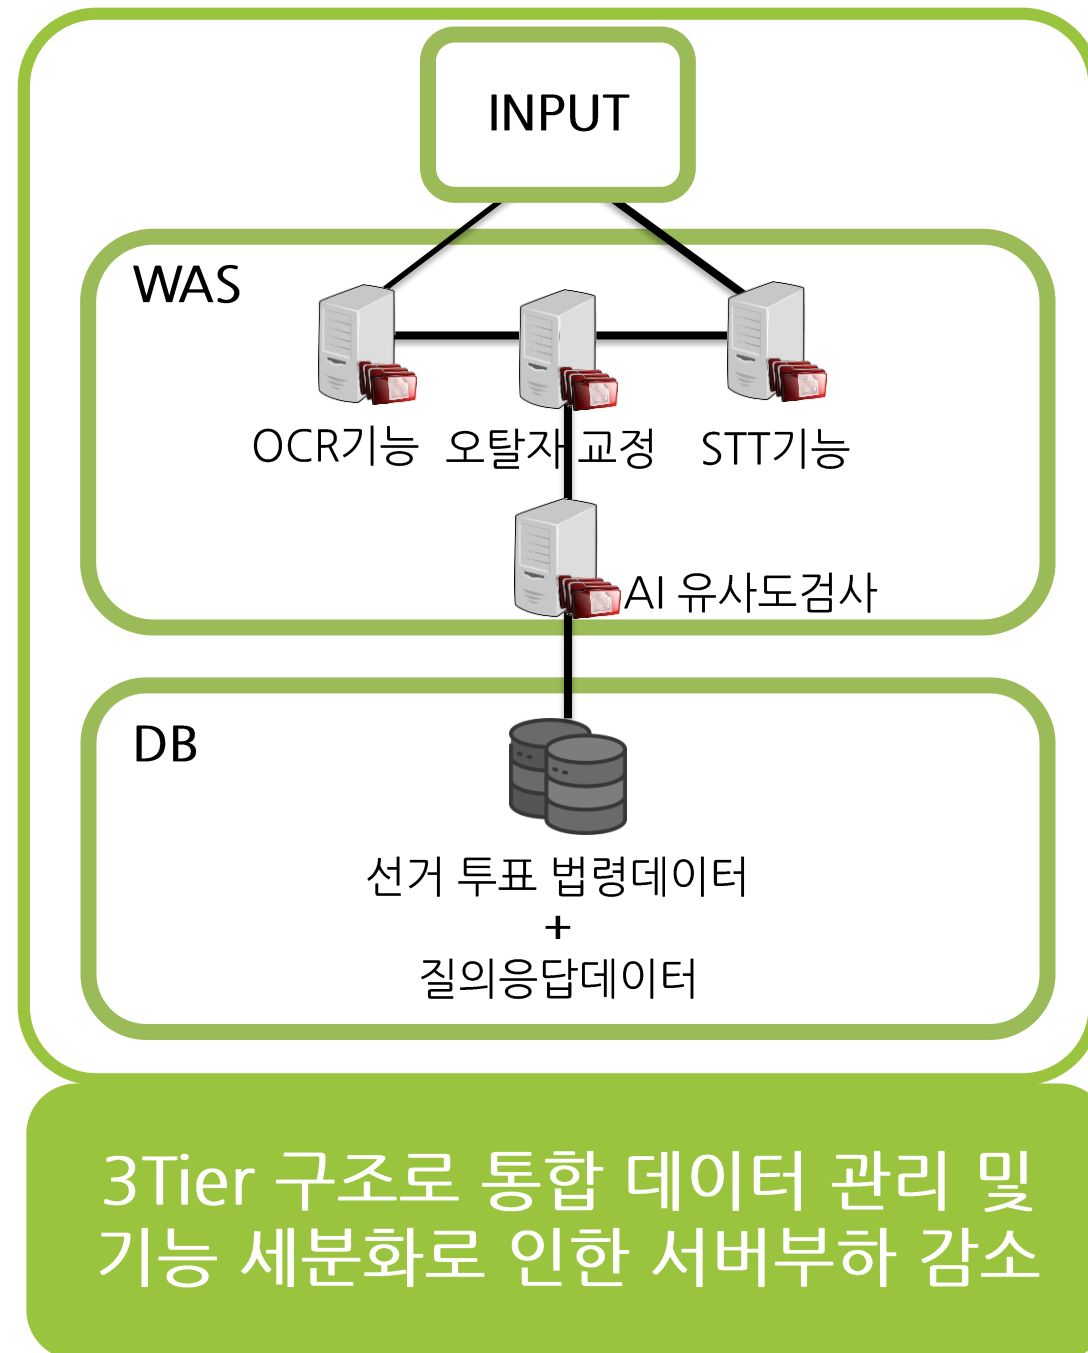 INPUT
WAS
OCR기능 오탈자 교정 STT기능
AI 유사도검사
DB
선거 투표 법령데이터
+
질의응답데이터
3Tier 구조로 통합 데이터 관리 및
기능 세분화로 인한 서버부하 감소